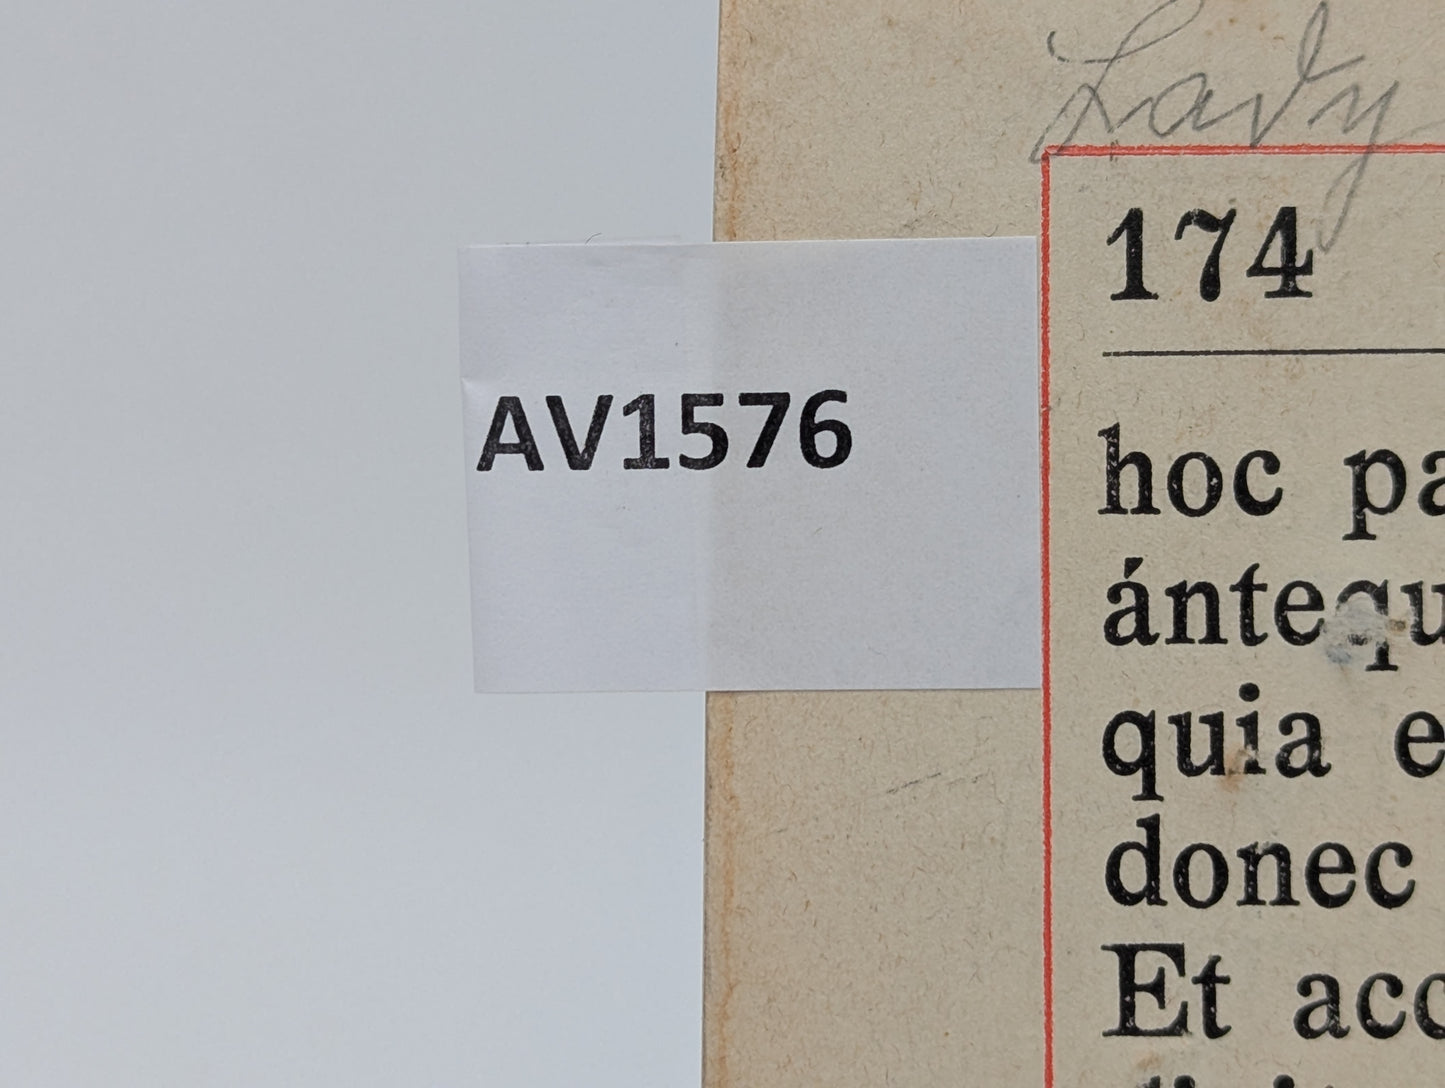 Lady
174
AV1576
hoc pa
ántequ
quia e
donec
Et acc